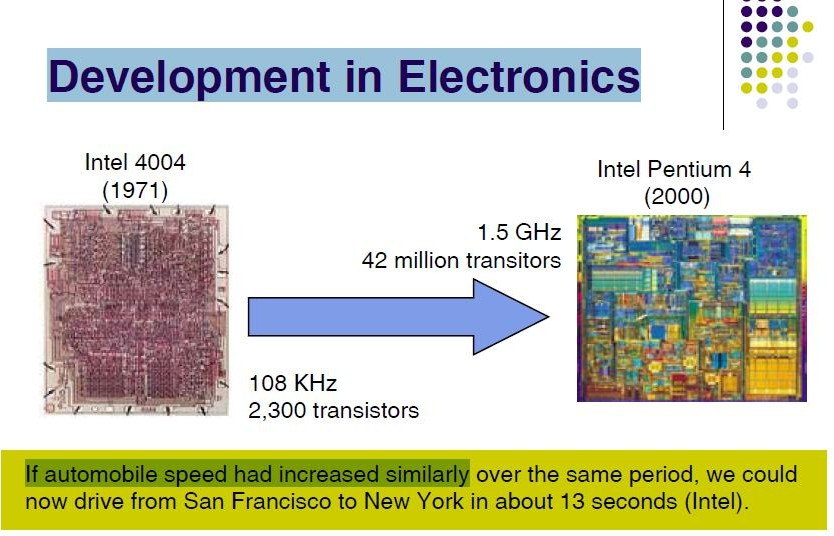 Development in Electronics
Intel 4004
(1971)
Intel Pentium 4
(2000)
1.5 GHz
42 million transitors
108 KHz
2,300 transistors
If automobile speed had increased similarly over the same period, we could
now drive from San Francisco to New York in about 13 seconds (Intel).